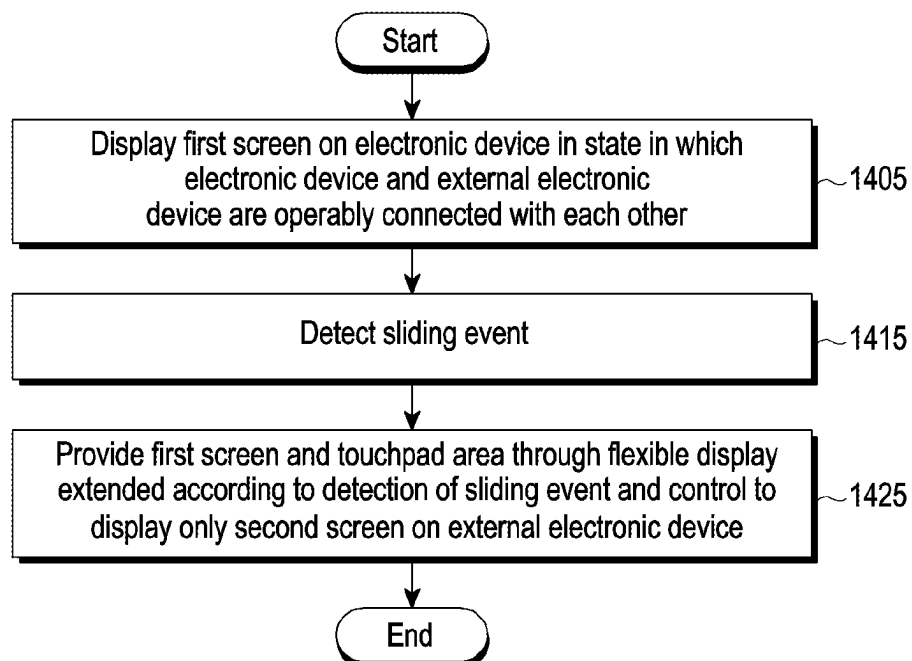 Start
Display first screen on electronic device in state in which
electronic device and external electronic
device are operably connected with each other
1405
Detect sliding event
1415
Provide first screen and touchpad area through flexible display
extended according to detection of sliding event and control to
display only second screen on external electronic device
1425
End